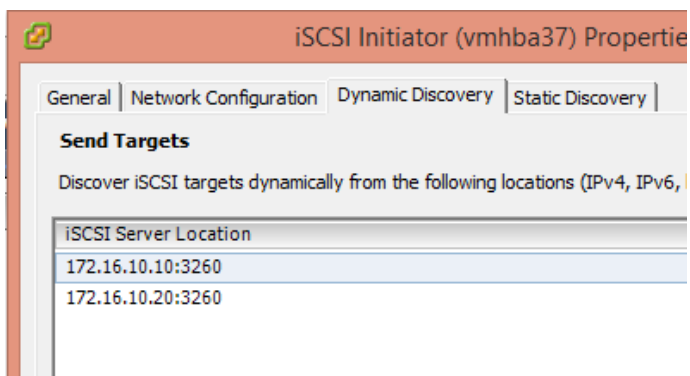 iSCSI Initiator (vmhba37) Propertie
General Network Configuration Dynamic Discovery Static Discovery
Send Targets
Discover iSCSI targets dynamically from the following locations (IPv4, IPv6,
iSCSI Server Location
172.16.10.10:3260
172.16.10.20:3260